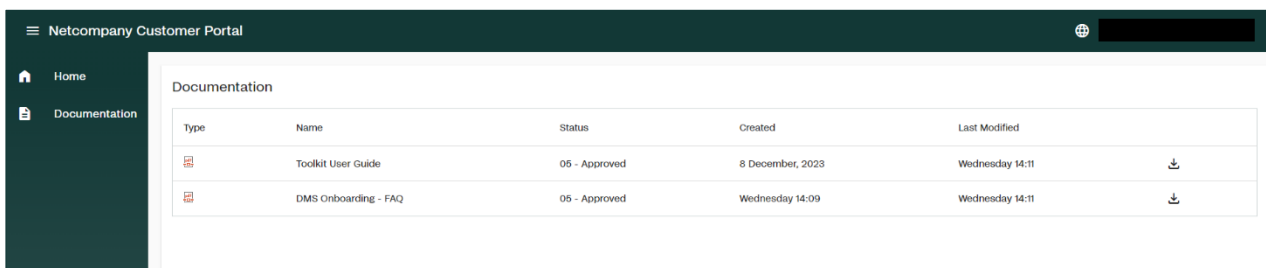 Netcompany Customer Portal
Home
Documentation
Documentation
Type Name Status Created Last Modified
Toolkit User Guide 05 - Approved 8 December, 2023 Wednesday 14:11
DMS Onboarding - FAQ 05 - Approved Wednesday 14:09 Wednesday 14:11